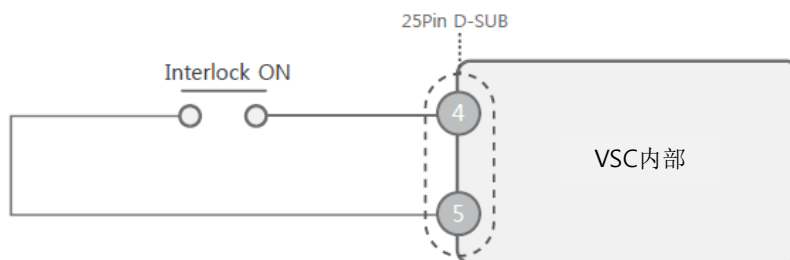 25Pin D-SUB
Interlock ON
4
VSC内部
5